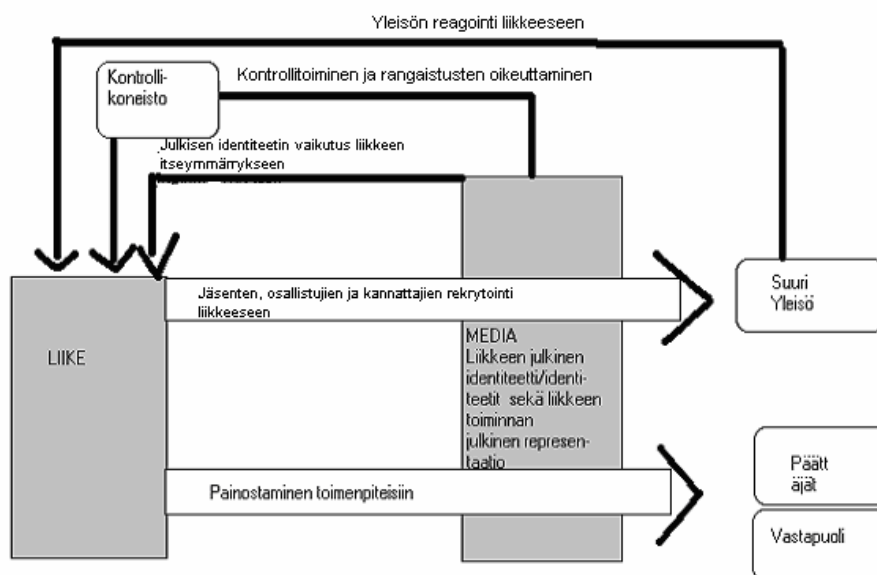 Yleisön reagointi liikkeeseen
Kontrolli-
koneisto
Kontrollitoiminen ja rangaistusten oikeuttaminen
Julkisen identiteetin vaikutus liikkeen
itseymmärrykseen
Jäsenten, osallistujien ja kannattajien rekrytointi
liikkeeseen
Suuri
Yleisö
LIIKE
MEDIA
Liikkeen julkinen
identiteetti/identi-
teetit sekä liikkeen
toiminnan
julkinen represen-
taatio
Painostaminen toimenpiteisiin
Päätt
äjät
Vastapuoli